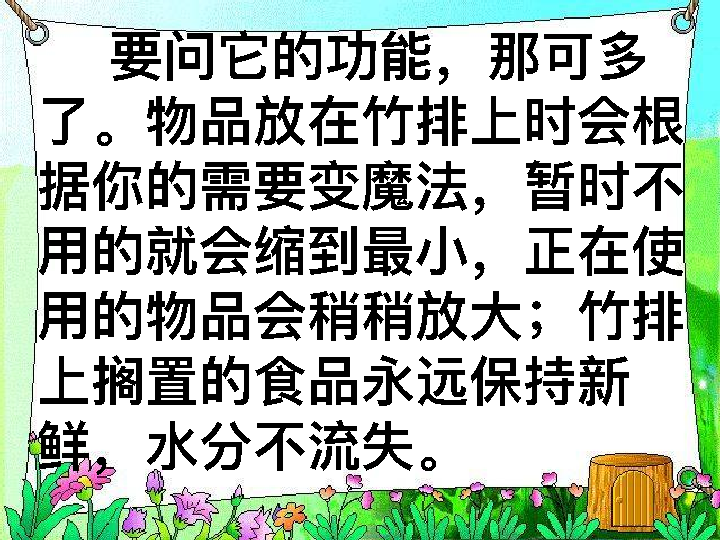 要问它的功能，那可多
了。物品放在竹排上时会根
据你的需要变魔法，暂时不
用的就会缩到最小，正在使
用的物品会稍稍放大；竹排
上搁置的食品永远保持新
鲜，水分不流失。